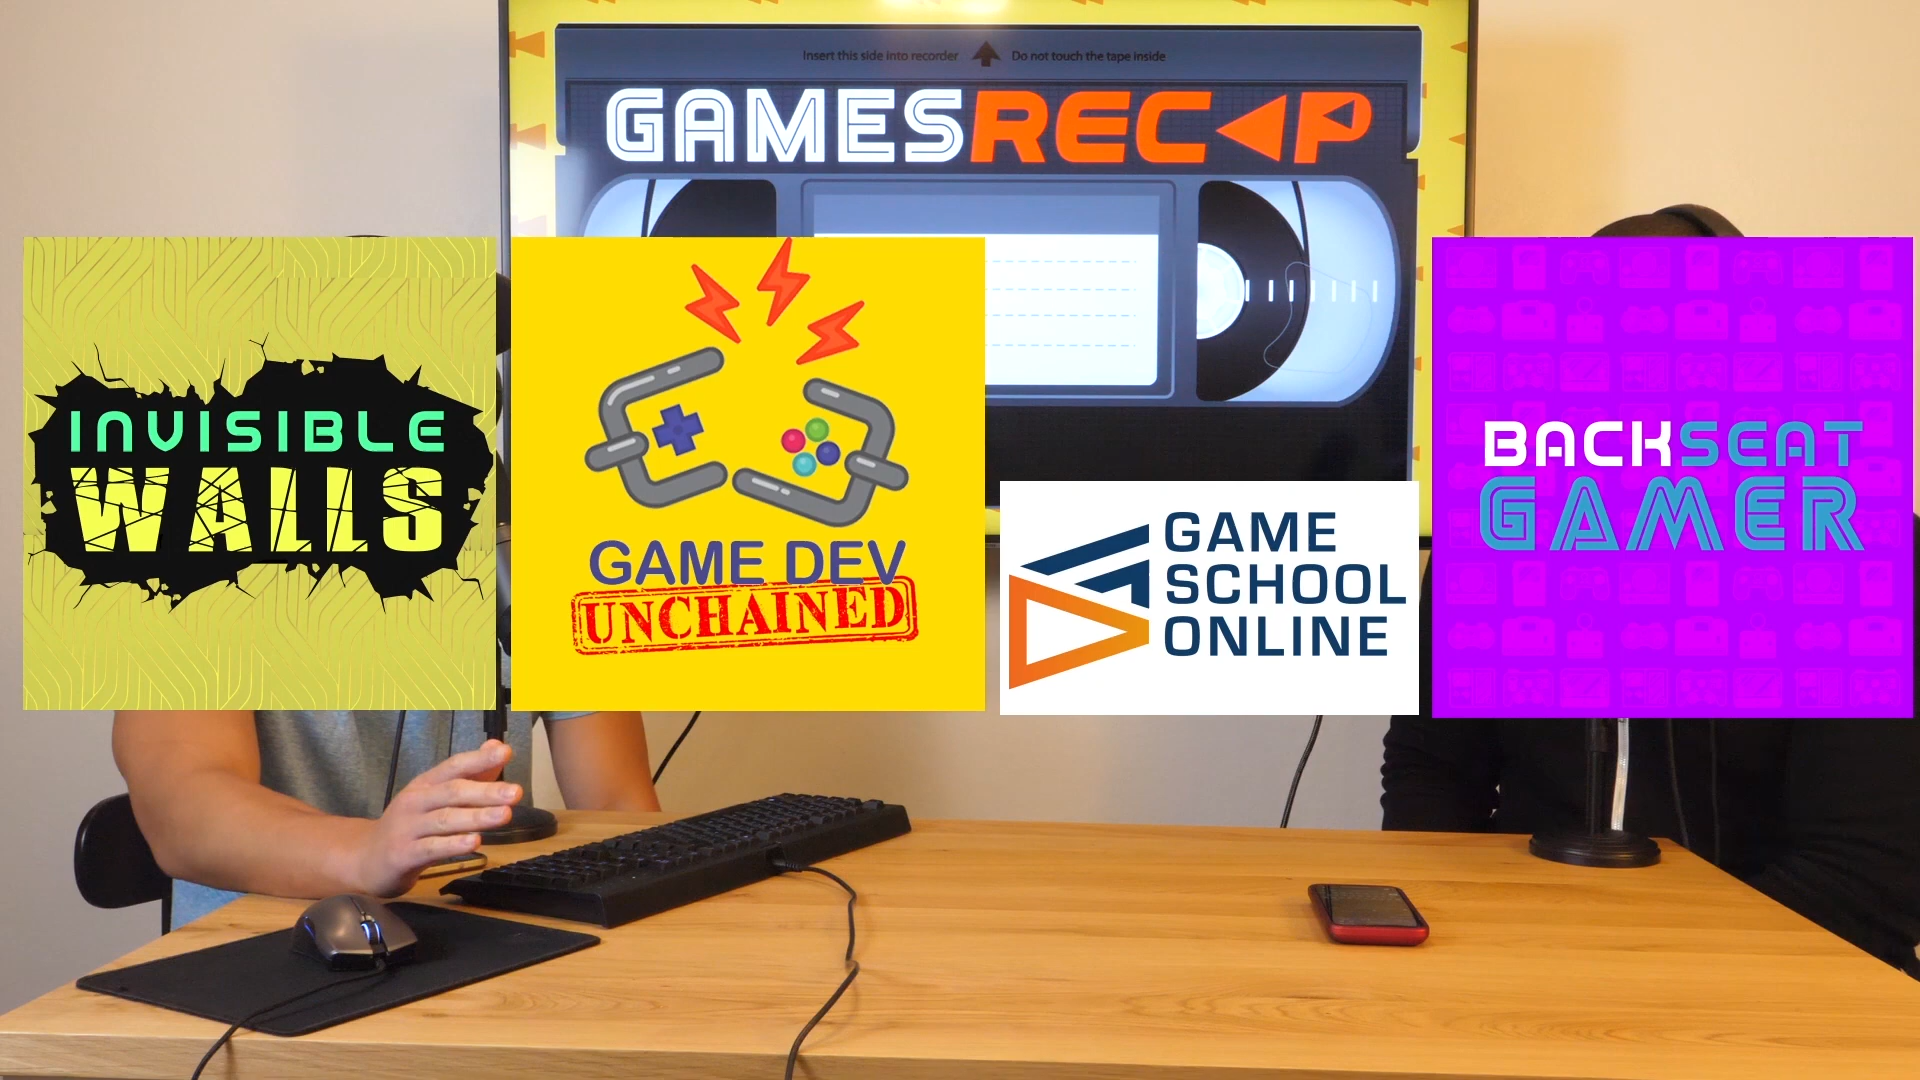 Insert this side into recorder Do not touch the tape inside
GAMESRECAP
INVISIBLE
WALLS
GAME DEV
UNCHAINED
GAME
SCHOOL
ONLINE
BACKSEAT
GAMER